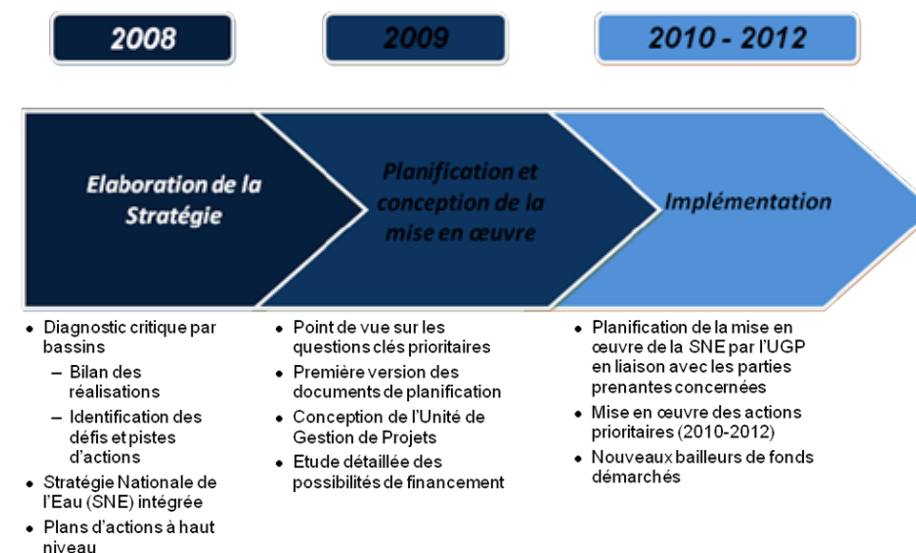 2008
2009
2010 - 2012
Elaboration de la
Stratégie
Planification et
conception de la
mise en œuvre
Implémentation
• Diagnostic critique par
bassins
– Bilan des
réalisations
– Identification des
défis et pistes
d'actions
• Stratégie Nationale de
l'Eau (SNE) intégrée
• Plans d'actions à haut
niveau
• Point de vue sur les
questions clés prioritaires
• Première version des
documents de planification
• Conception de l'Unité de
Gestion de Projets
• Etude détaillée des
possibilités de financement
• Planification de la mise en
œuvre de la SNE par l'UGP
en liaison avec les parties
prenantes concernées
• Mise en œuvre des actions
prioritaires (2010-2012)
• Nouveaux bailleurs de fonds
démarchés